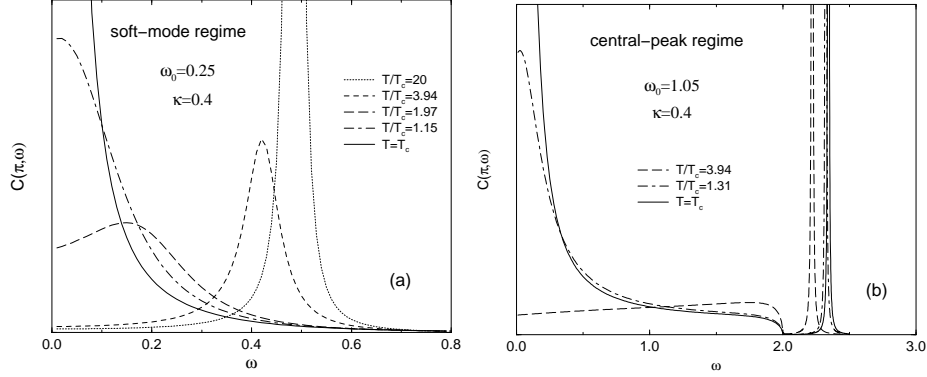 soft−mode regime
ω₀=0.25
κ=0.4
T/T_c=20
T/T_c=3.94
T/T_c=1.97
T/T_c=1.15
T=T_c
C(π,ω)
(a)
0.0 0.2 0.4 0.6 0.8
ω
central−peak regime
ω₀=1.05
κ=0.4
T/T_c=3.94
T/T_c=1.31
T=T_c
C(π,ω)
(b)
0.0 1.0 2.0 3.0
ω